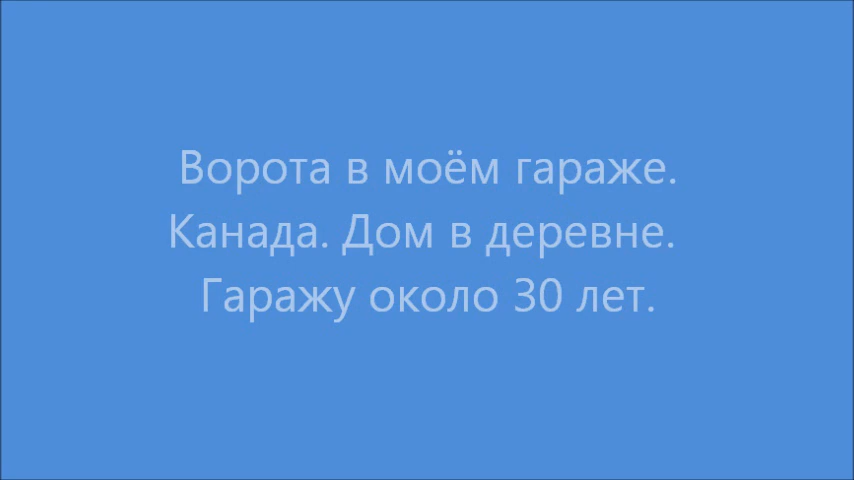 Ворота в моём гараже.
Канада. Дом в деревне.
Гаражу около 30 лет.